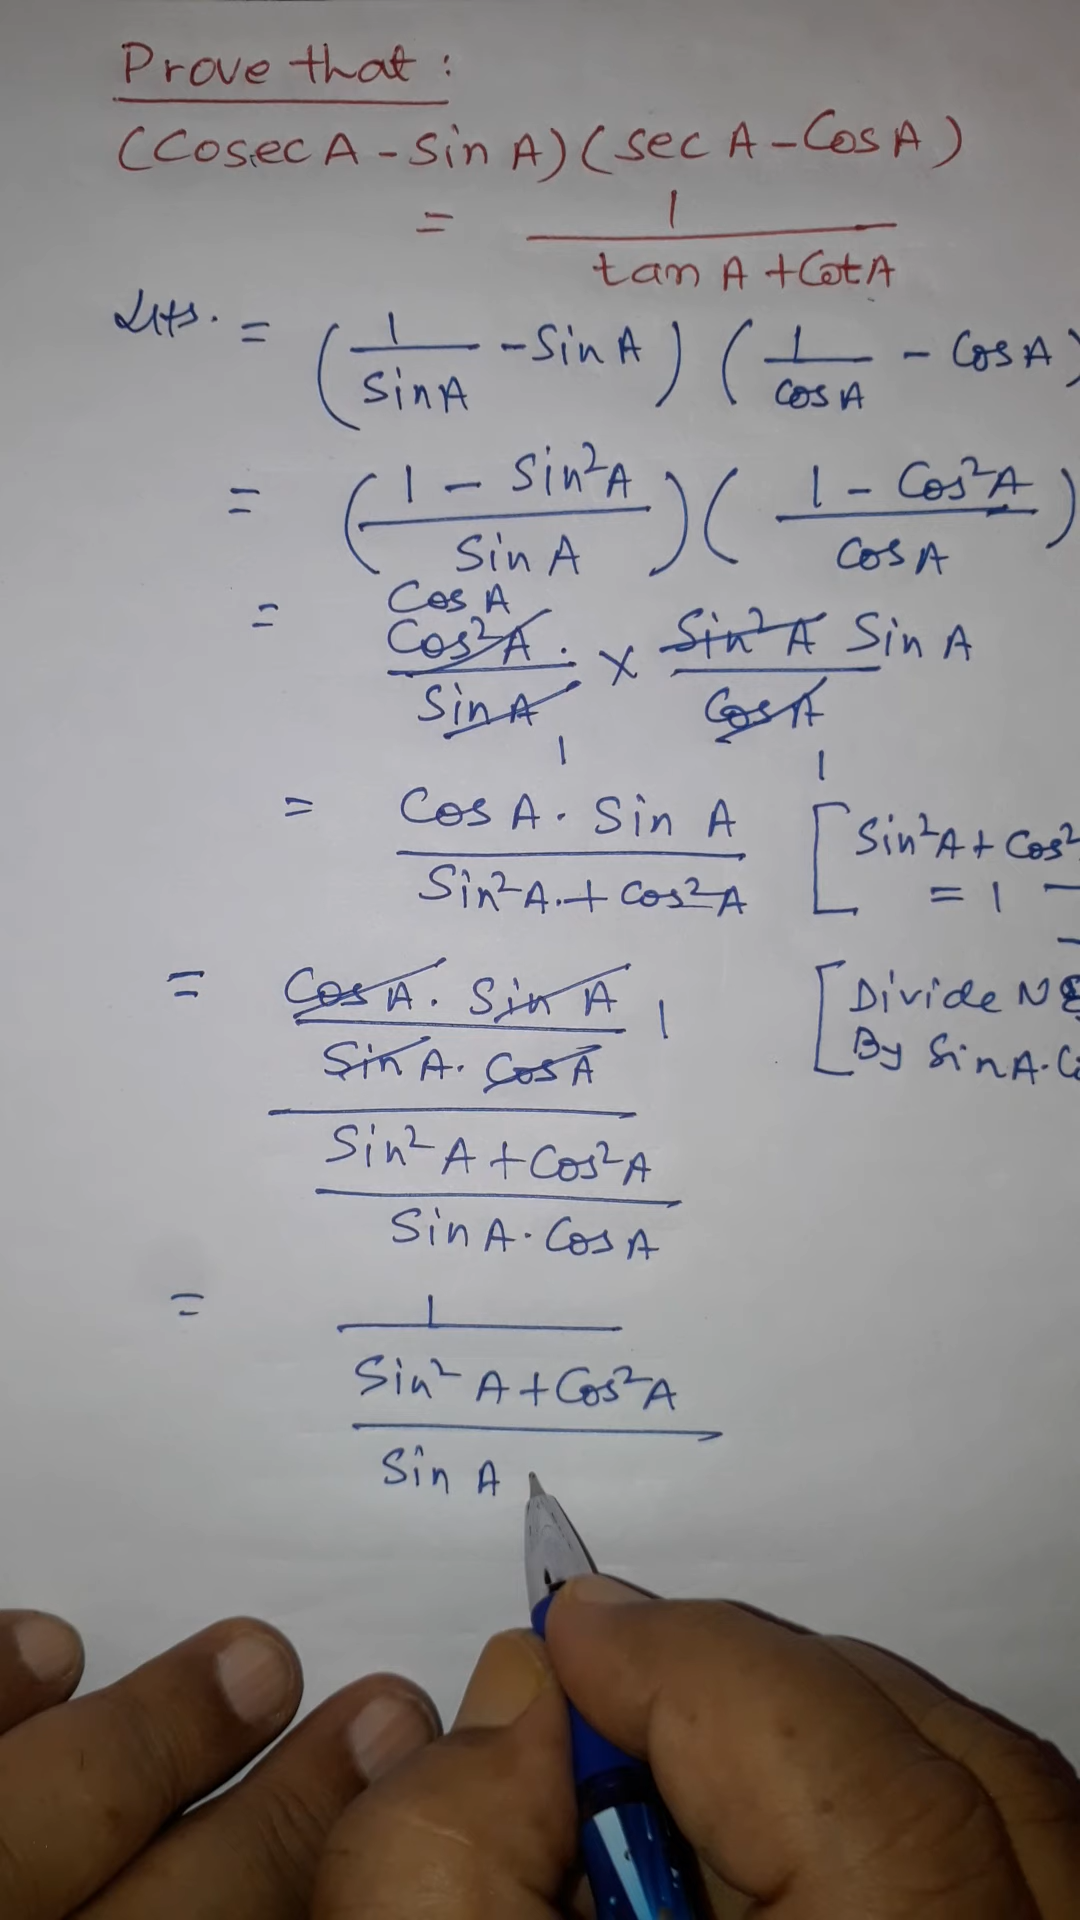 Prove that :
(Cosec A - Sin A) (sec A - Cos A)
= 1
tan A + Cot A
LHS. = ( 1 / Sin A - Sin A ) ( 1 / Cos A - Cos A )
= ( 1 - Sin²A / Sin A ) ( 1 - Cos²A / Cos A )
Cos A
= Cos²A . / Sin A × Sin²A / Cos A Sin A
1 1
= Cos A . Sin A / Sin²A . + Cos²A [ Sin²A + Cos²
= 1
= Cos A . Sin A / Sin A . Cos A 1 [ Divide N &
By Sin A .
Sin² A + Cos²A
Sin A . Cos A
= 1
Sin² A + Cos²A
Sin A